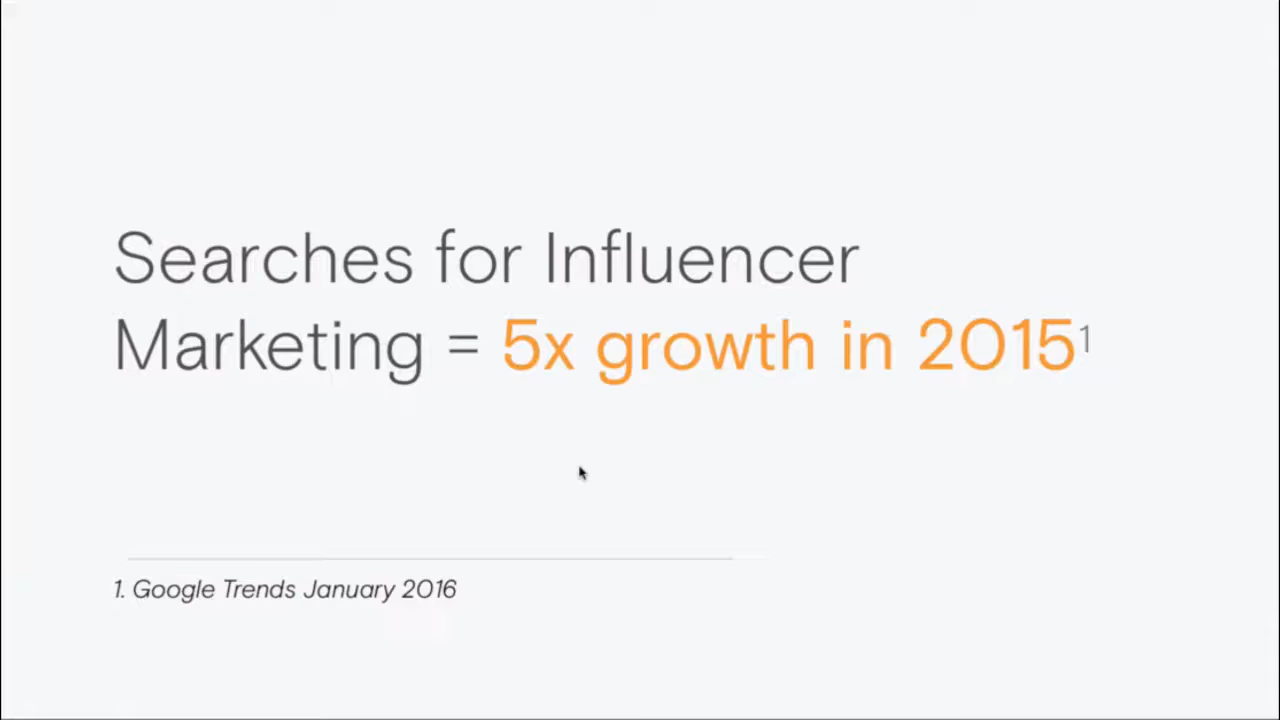 Searches for Influencer
Marketing = 5x growth in 2015¹
1. Google Trends January 2016